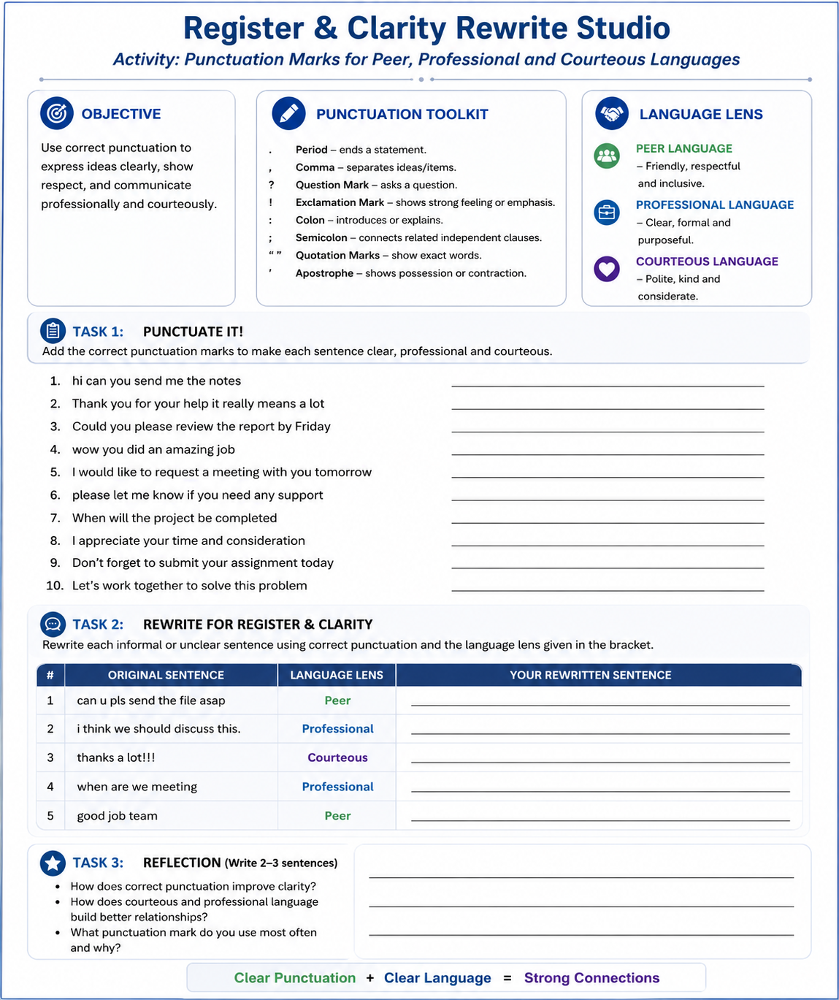 Register & Clarity Rewrite Studio
Activity: Punctuation Marks for Peer, Professional and Courteous Languages
OBJECTIVE
Use correct punctuation to
express ideas clearly, show
respect, and communicate
professionally and courteously.
PUNCTUATION TOOLKIT
. Period – ends a statement.
, Comma – separates ideas/items.
? Question Mark – asks a question.
! Exclamation Mark – shows strong feeling or emphasis.
: Colon – introduces or explains.
; Semicolon – connects related independent clauses.
“ ” Quotation Marks – show exact words.
' Apostrophe – shows possession or contraction.
LANGUAGE LENS
PEER LANGUAGE
– Friendly, respectful
and inclusive.
PROFESSIONAL LANGUAGE
– Clear, formal and
purposeful.
COURTEOUS LANGUAGE
– Polite, kind and
considerate.
TASK 1: PUNCTUATE IT!
Add the correct punctuation marks to make each sentence clear, professional and courteous.
1. hi can you send me the notes
2. Thank you for your help it really means a lot
3. Could you please review the report by Friday
4. wow you did an amazing job
5. I would like to request a meeting with you tomorrow
6. please let me know if you need any support
7. When will the project be completed
8. I appreciate your time and consideration
9. Don’t forget to submit your assignment today
10. Let’s work together to solve this problem
TASK 2: REWRITE FOR REGISTER & CLARITY
Rewrite each informal or unclear sentence using correct punctuation and the language lens given in the bracket.
# ORIGINAL SENTENCE LANGUAGE LENS YOUR REWRITTEN SENTENCE
1 can u pls send the file asap Peer
2 i think we should discuss this. Professional
3 thanks a lot!!! Courteous
4 when are we meeting Professional
5 good job team Peer
TASK 3: REFLECTION (Write 2–3 sentences)
• How does correct punctuation improve clarity?
• How does courteous and professional language
build better relationships?
• What punctuation mark do you use most often
and why?
Clear Punctuation + Clear Language = Strong Connections